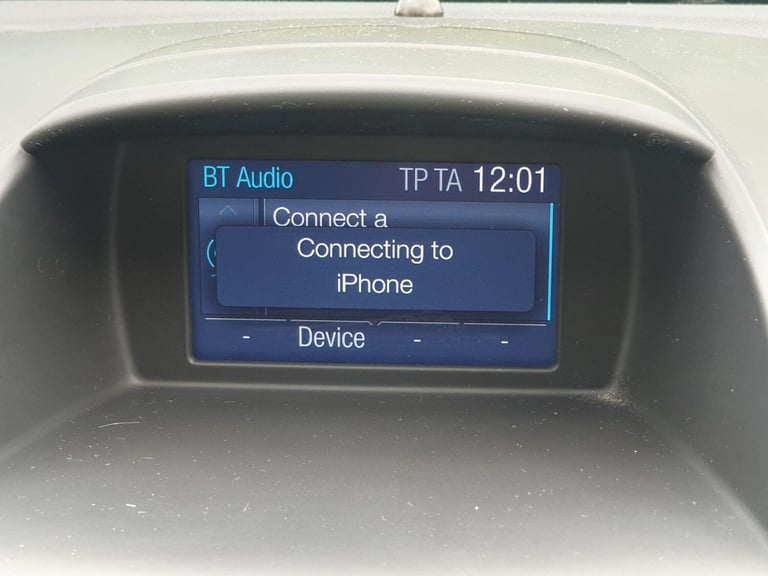 BT Audio TP TA 12:01
Connect a
Connecting to
iPhone
- Device - -